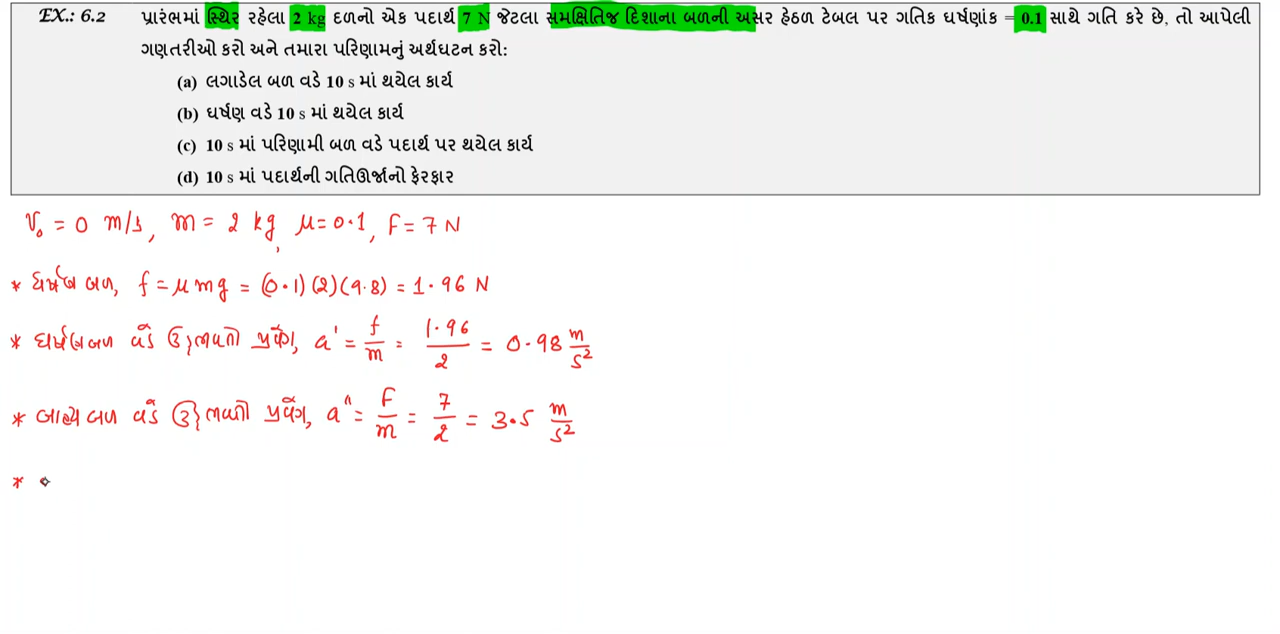 EX.: 6.2 પ્રારંભમાં સ્થિર રહેલા 2 kg દળનો એક પદાર્થ 7 N જેટલા સમક્ષિતિજ દિશાના બળની અસર હેઠળ ટેબલ પર ગતિક ઘર્ષણાંક = 0.1 સાથે ગતિ કરે છે, તો આપેલી
ગણતરીઓ કરો અને તમારા પરિણામનું અર્થઘટન કરો:
(a) લગાડેલ બળ વડે 10 s માં થયેલ કાર્ય
(b) ઘર્ષણ વડે 10 s માં થયેલ કાર્ય
(c) 10 s માં પરિણામી બળ વડે પદાર્થ પર થયેલ કાર્ય
(d) 10 s માં પદાર્થની ગતિઊર્જાનો ફેરફાર
V₀ = 0 m/s, m = 2 kg, μ = 0.1, F = 7 N
* ઘર્ષણ બળ, f = μmg = (0.1)(2)(9.8) = 1.96 N
* ઘર્ષણબળ વડે ઉદ્દભવતો પ્રવેગ, a' = f/m = 1.96/2 = 0.98 m/s²
* બાહ્ય બળ વડે ઉદ્દભવતો પ્રવેગ, a" = F/m = 7/2 = 3.5 m/s²
*